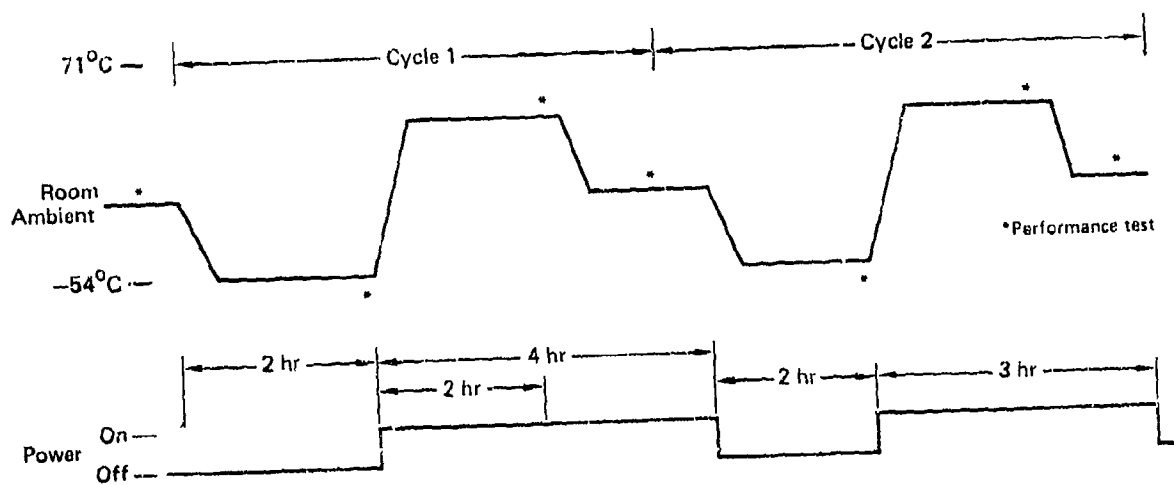 71°C
Cycle 1
Cycle 2
*
*
*
*
*
Room
Ambient
*Performance test
-54°C
*
*
2 hr
4 hr
2 hr
3 hr
2 hr
On
Power
Off